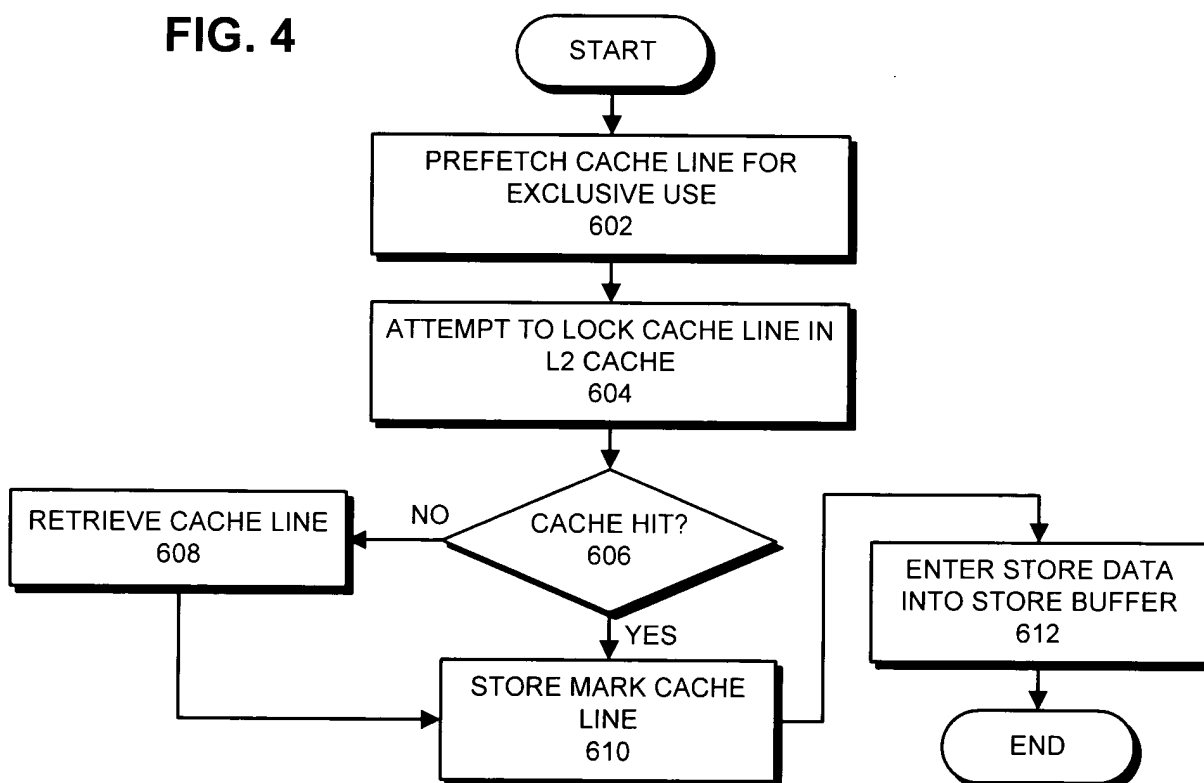 FIG. 4
START
PREFETCH CACHE LINE FOR
EXCLUSIVE USE
602
ATTEMPT TO LOCK CACHE LINE IN
L2 CACHE
604
CACHE HIT?
606
NO
RETRIEVE CACHE LINE
608
YES
STORE MARK CACHE
LINE
610
ENTER STORE DATA
INTO STORE BUFFER
612
END